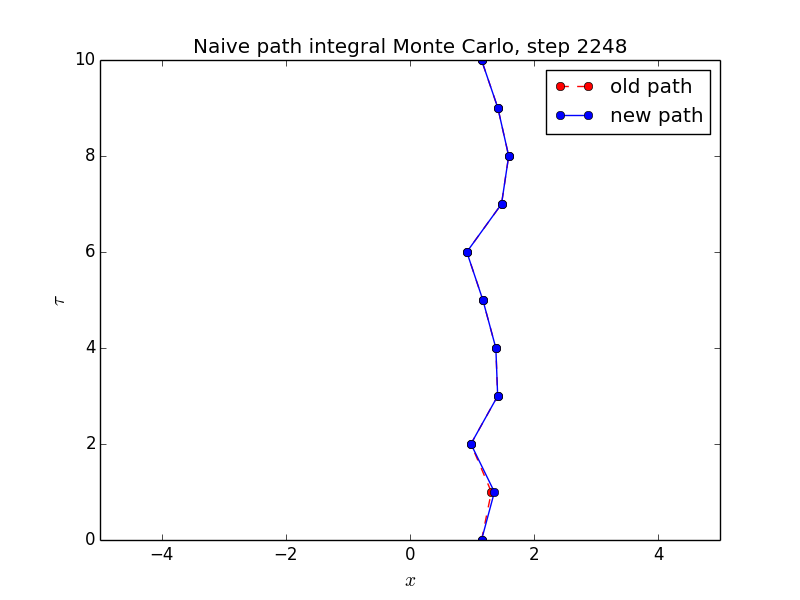 Naive path integral Monte Carlo, step 2248
old path
new path
10
8
6
4
2
0
τ
−4 −2 0 2 4
x